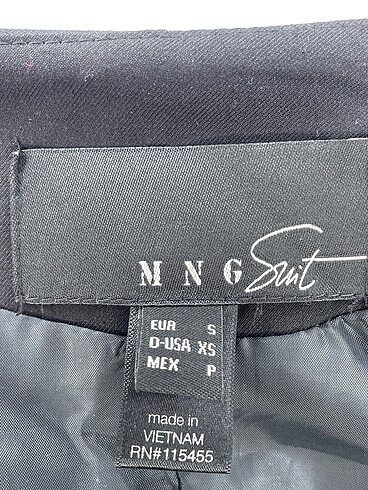 MNG Suit
EUR S
D-USA XS
MEX P
made in
VIETNAM
RN#115455